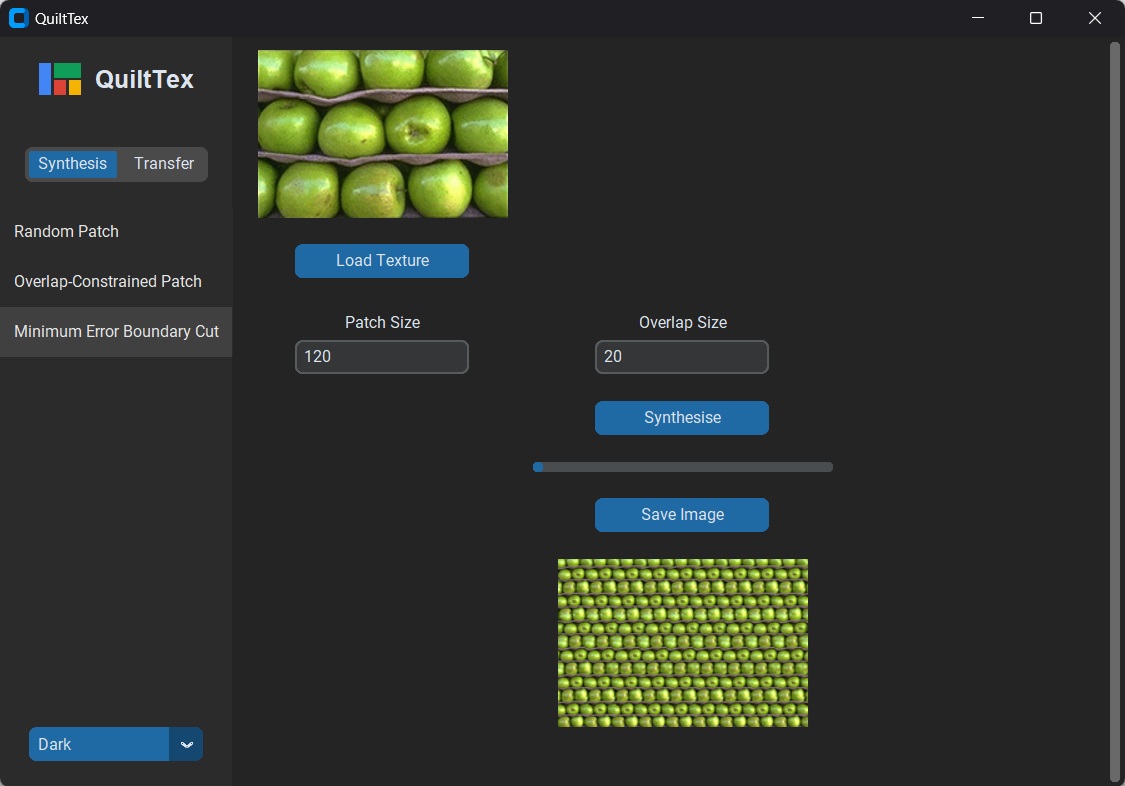 QuiltTex
QuiltTex
Synthesis Transfer
Random Patch
Overlap-Constrained Patch
Minimum Error Boundary Cut
Dark
Load Texture
Patch Size Overlap Size
120 20
Synthesise
Save Image